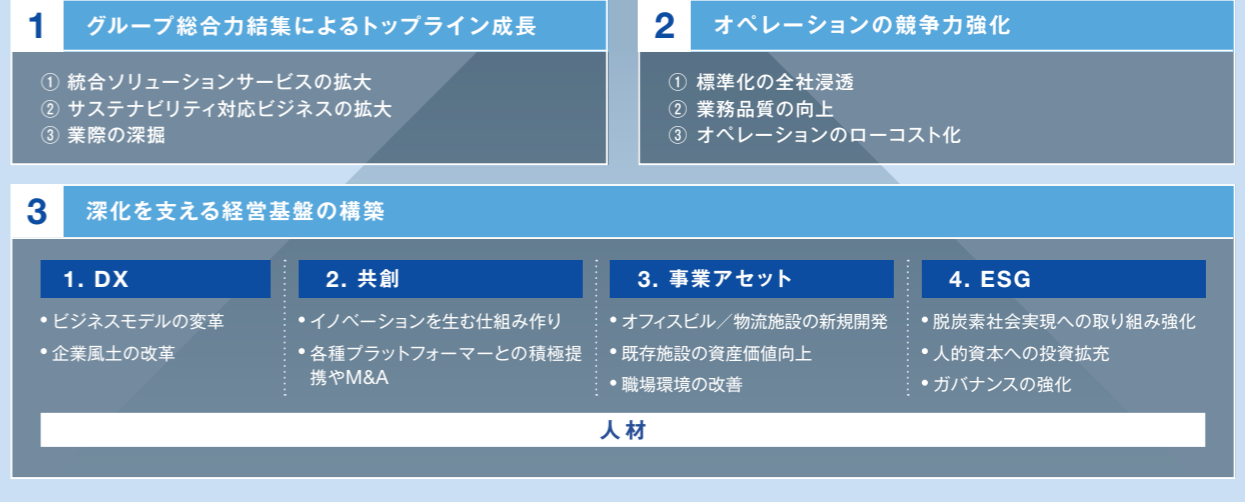 1 グループ総合力結集によるトップライン成長
① 統合ソリューションサービスの拡大
② サステナビリティ対応ビジネスの拡大
③ 業際の深掘
2 オペレーションの競争力強化
① 標準化の全社浸透
② 業務品質の向上
③ オペレーションのローコスト化
3 深化を支える経営基盤の構築
1. DX
• ビジネスモデルの変革
• 企業風土の改革
2. 共創
• イノベーションを生む仕組み作り
• 各種プラットフォーマーとの積極提
携やM&A
3. 事業アセット
• オフィスビル／物流施設の新規開発
• 既存施設の資産価値向上
• 職場環境の改善
4. ESG
• 脱炭素社会実現への取り組み強化
• 人的資本への投資拡充
• ガバナンスの強化
人材